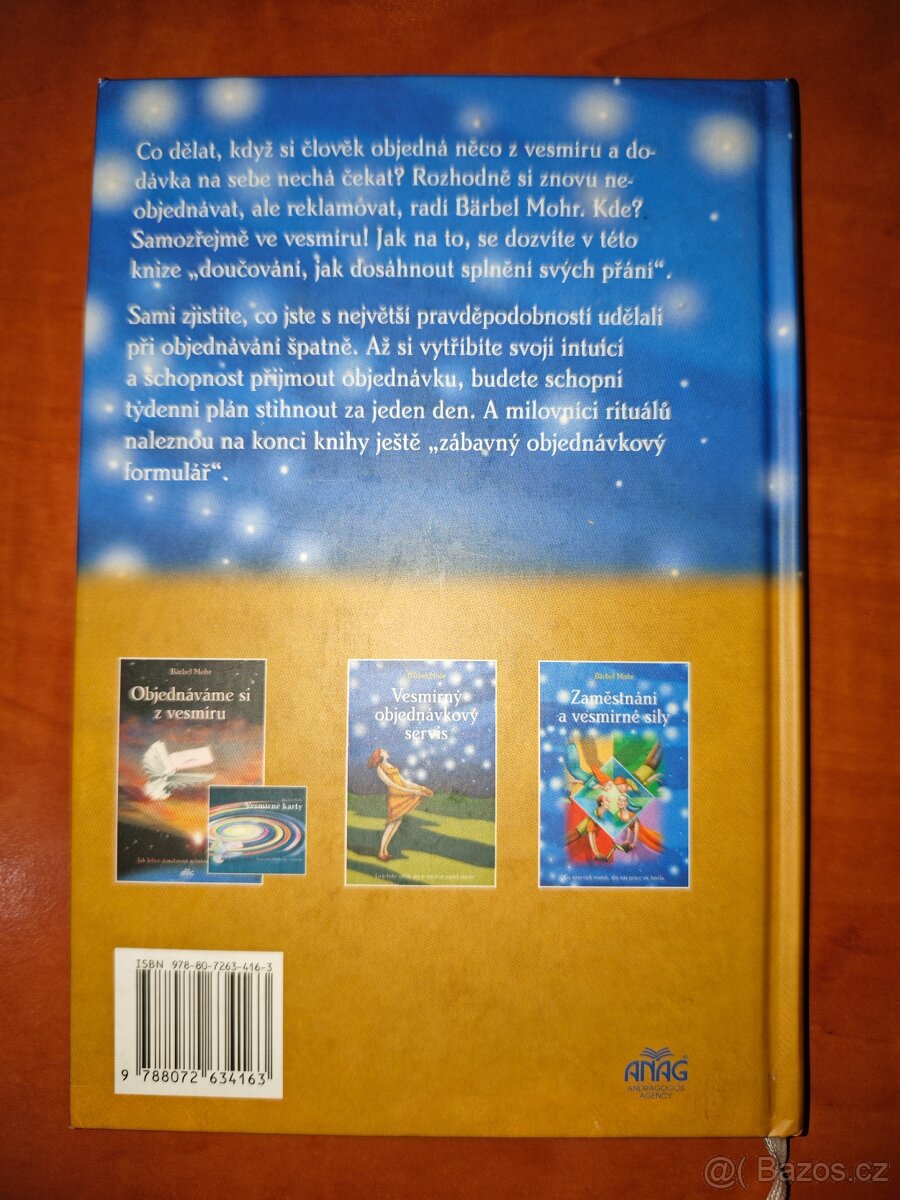 Co dělat, když si člověk objedná něco z vesmíru a do-
dávka na sebe nechá čekat? Rozhodně si znovu ne-
objednávat, ale reklamovat, radí Bärbel Mohr. Kde?
Samozřejmě ve vesmíru! Jak na to, se dozvíte v této
knize „doučování, jak dosáhnout splnění svých přání“.
Sami zjistíte, co jste s největší pravděpodobností udělali
při objednávání špatně. Až si vytříbíte svoji intuici
a schopnost přijmout objednávku, budete schopni
týdenní plán stihnout za jeden den. A milovníci rituálů
naleznou na konci knihy ještě „zábavný objednávkový
formulář“.
Bärbel Mohr
Objednáváme si
z vesmíru
Vesmírné karty
ANAG
Bärbel Mohr
Vesmírný
objednávkový
servis
Bärbel Mohr
Zaměstnání
a vesmírné síly
ISBN 978-80-7263-416-3
9 788072 634163
ANAG
ANDRAGOGOS
AGENCY
@( Bazos.cz